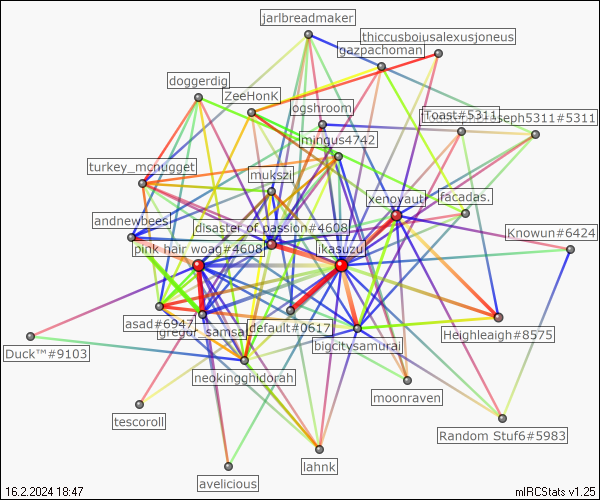 jarlbreadmaker
thiccusboiusalexusjoneus
gazpachoman
doggerdig
ZeeHonK
ogshroom
Toast#5311
seph5311#5311
mingus4742
turkey_mcnugget
mukszi
xenoyaut
facadas.
andnewbees
disaster of passion#4608
Knowun#6424
pink hair woag#4608
ikasuzu
asad#6947
gregor_samsa
default#0617
bigcitysamurai
Heighleaigh#8575
Duck™#9103
neokingghidorah
moonraven
tescoroll
Random Stuf6#5983
lahnk
avelicious
16.2.2024 18:47
mIRCStats v1.25